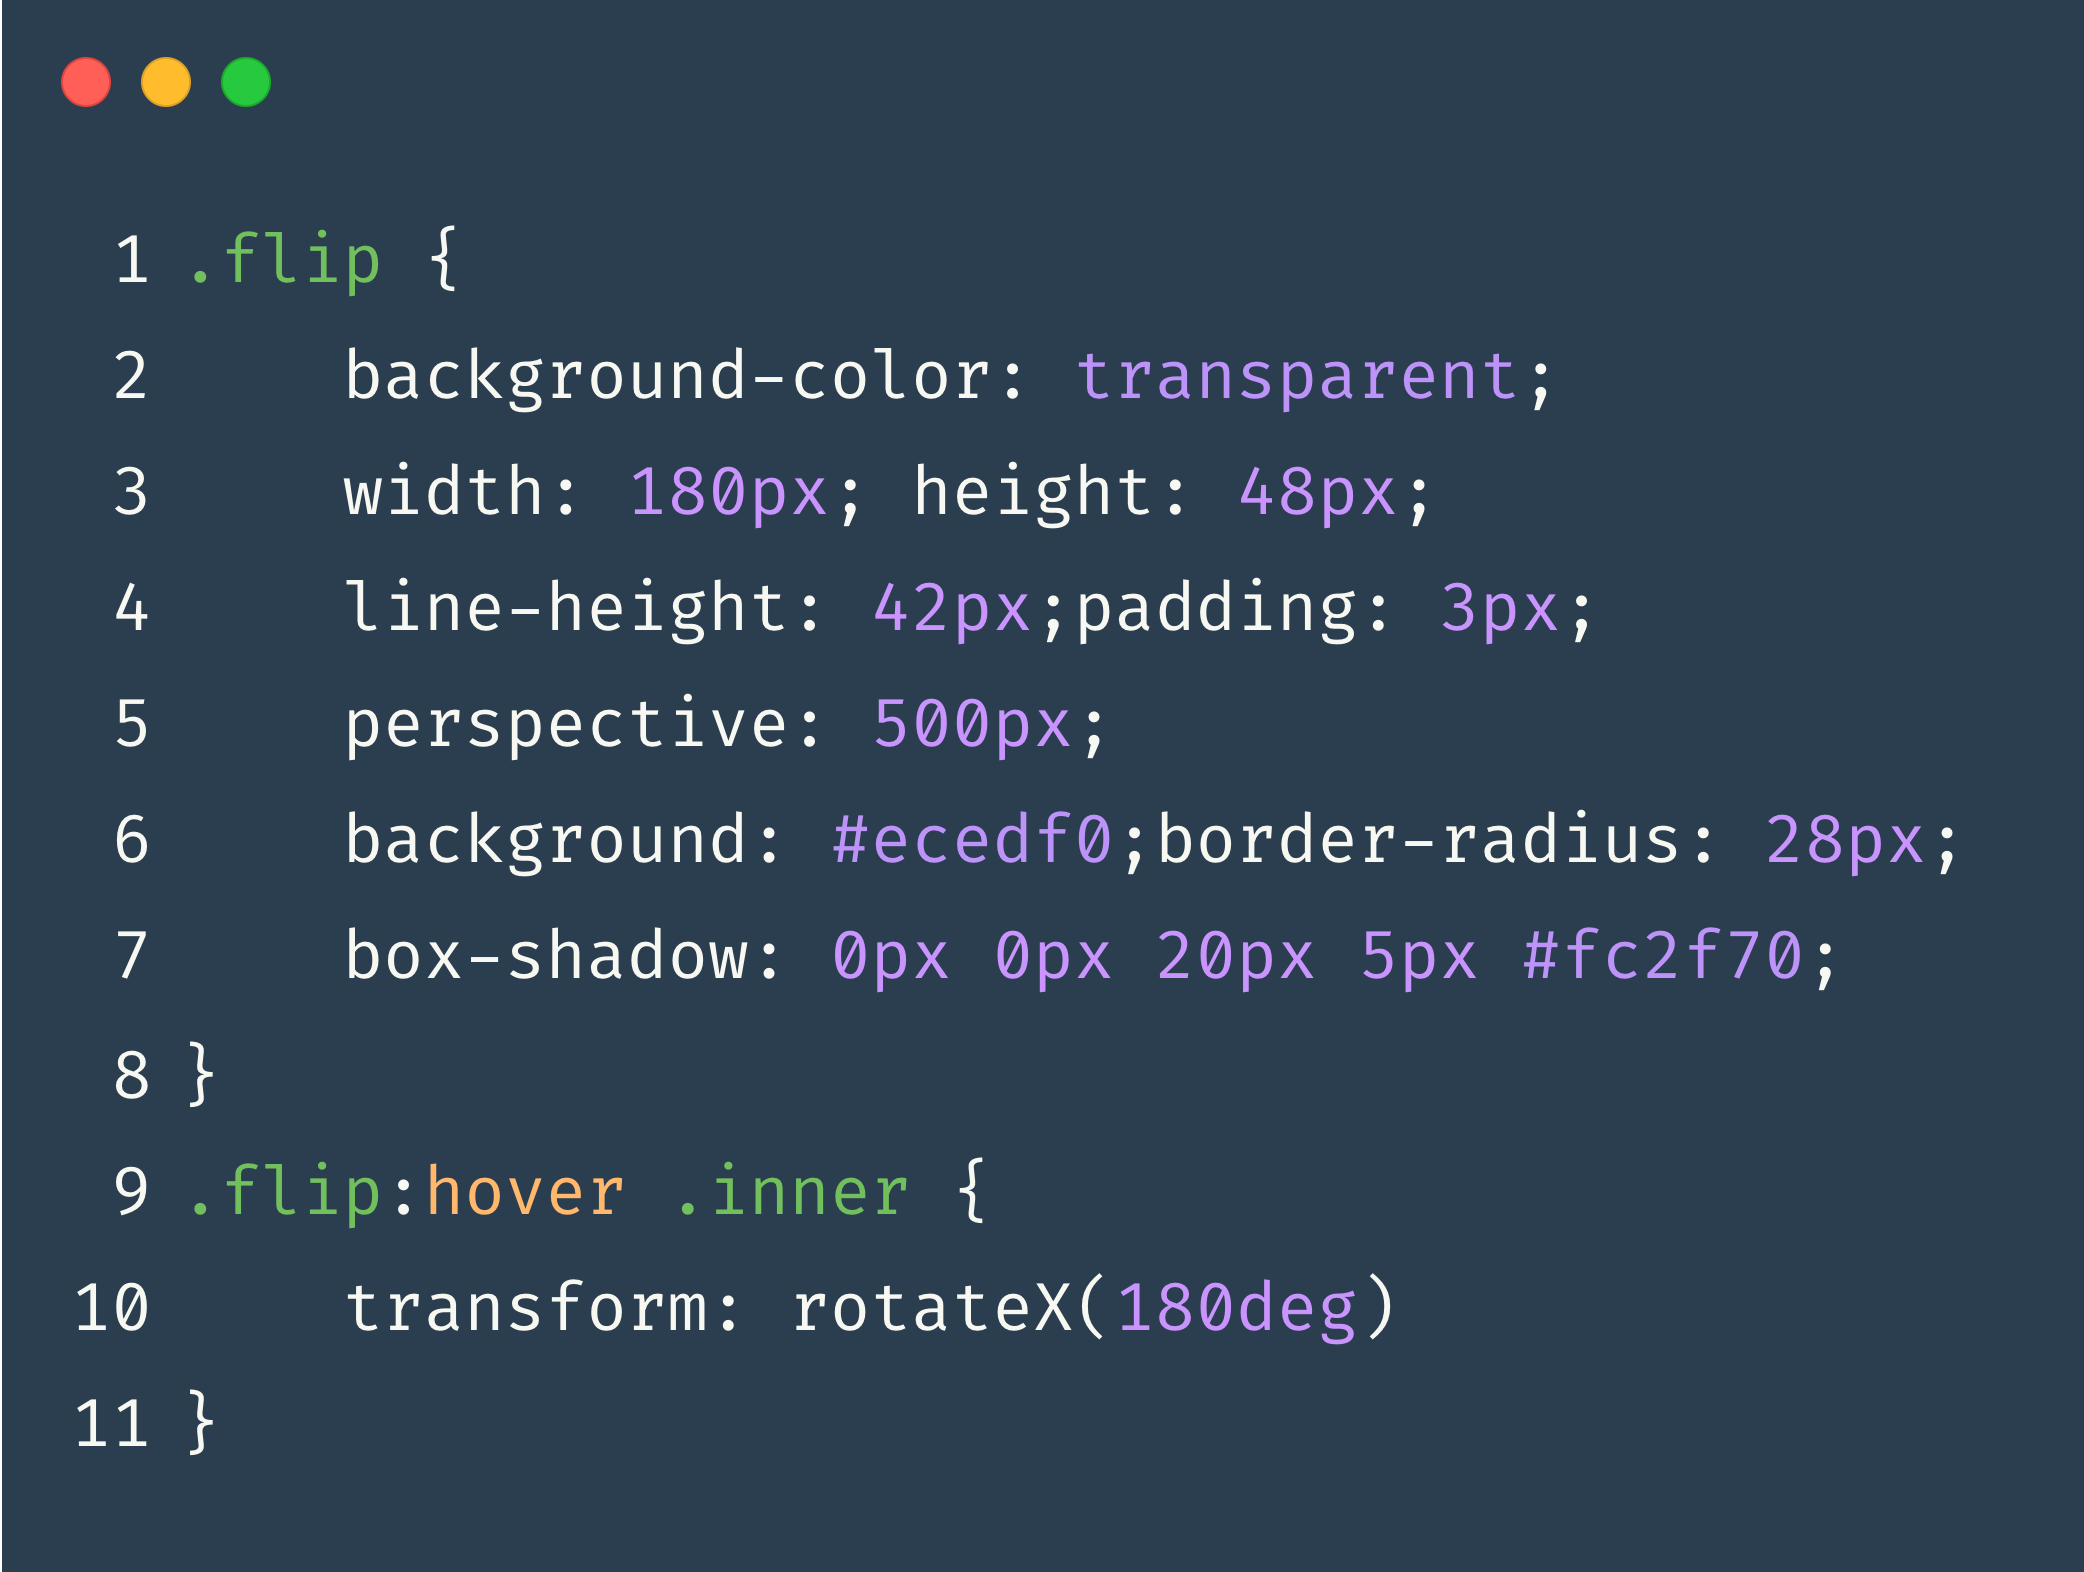 1 .flip {
2     background-color: transparent;
3     width: 180px; height: 48px;
4     line-height: 42px;padding: 3px;
5     perspective: 500px;
6     background: #ecedf0;border-radius: 28px;
7     box-shadow: 0px 0px 20px 5px #fc2f70;
8 }
9 .flip:hover .inner {
10     transform: rotateX(180deg)
11 }